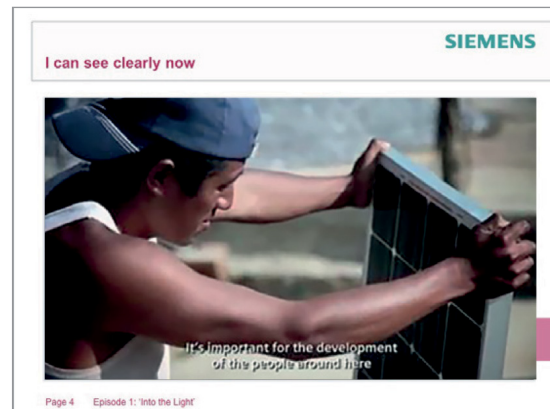 SIEMENS
I can see clearly now
It's important for the development
of the people around here
Page 4 Episode 1: 'Into the Light'